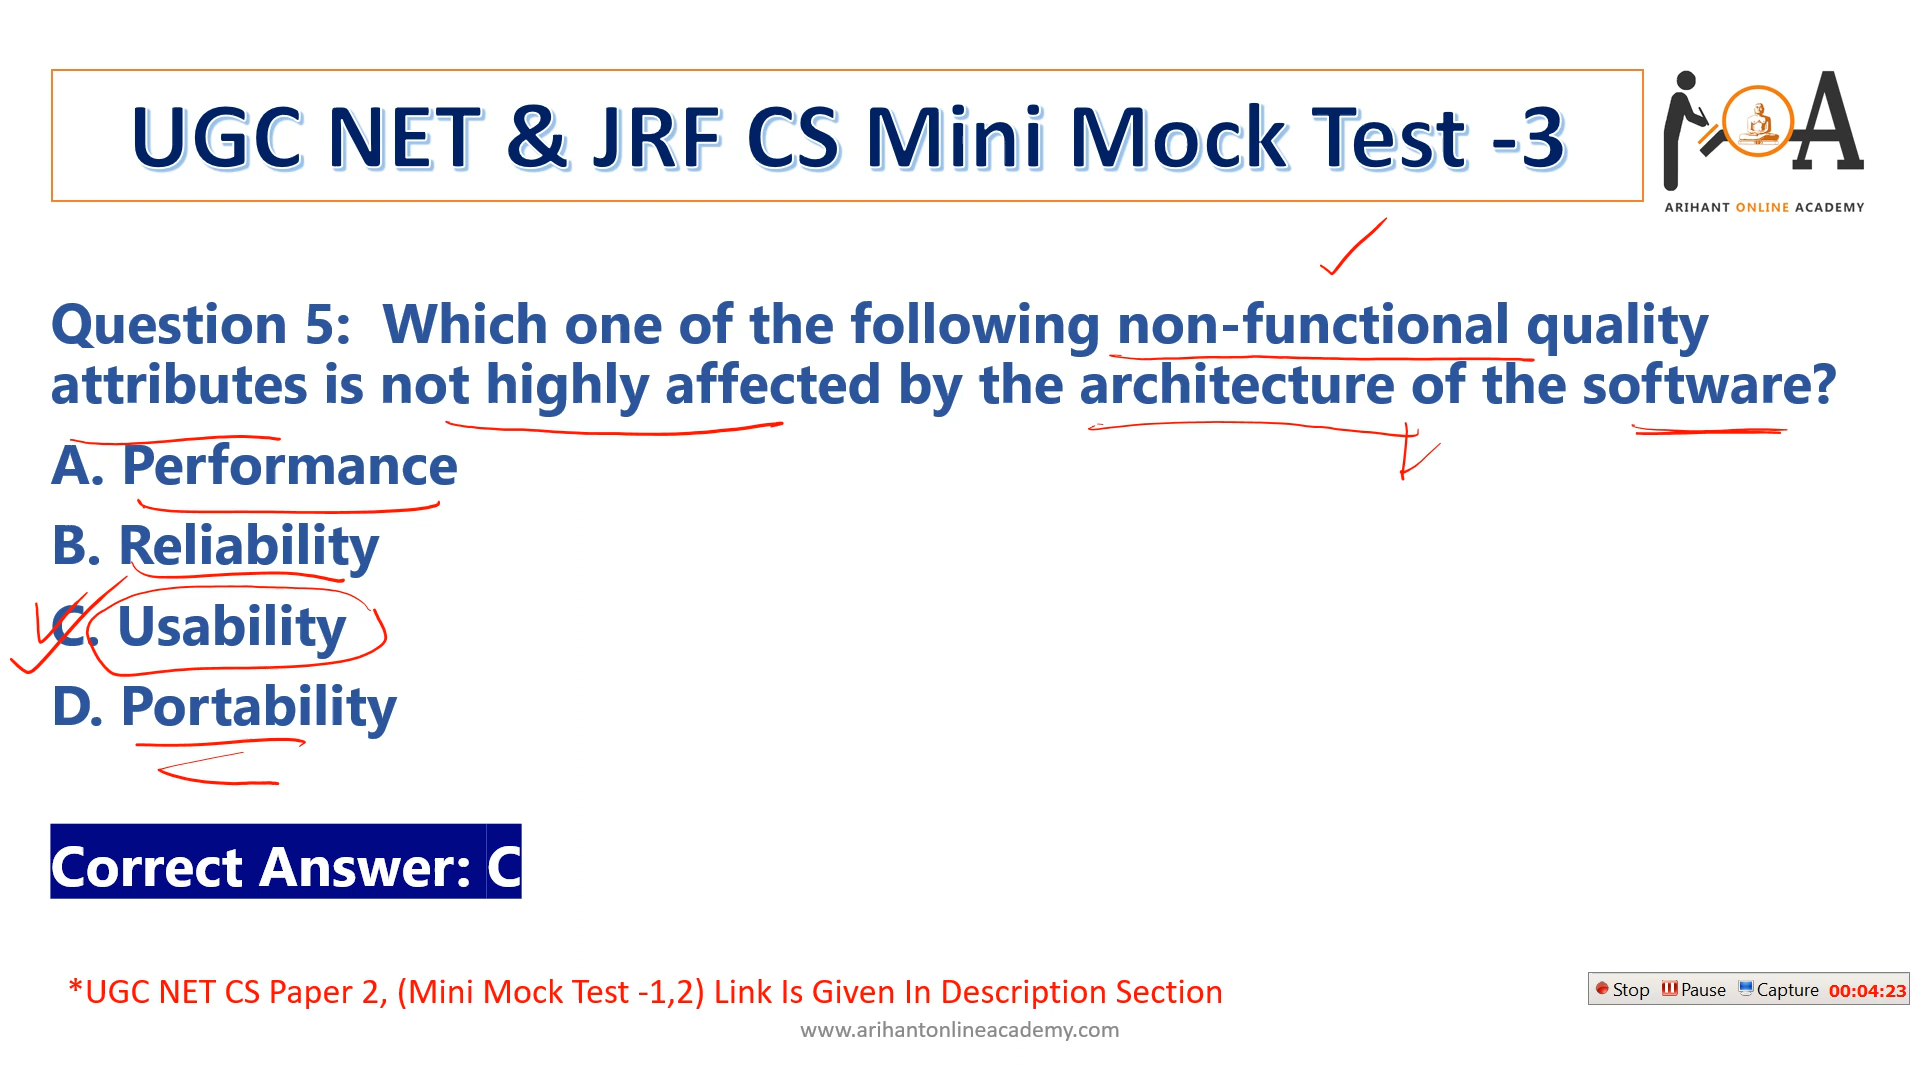 UGC NET & JRF CS Mini Mock Test -3
ARIHANT ONLINE ACADEMY
Question 5: Which one of the following non-functional quality
attributes is not highly affected by the architecture of the software?
A. Performance
B. Reliability
C. Usability
D. Portability
Correct Answer: C
*UGC NET CS Paper 2, (Mini Mock Test -1,2) Link Is Given In Description Section
Stop Pause Capture 00:04:23
www.arihantonlineacademy.com